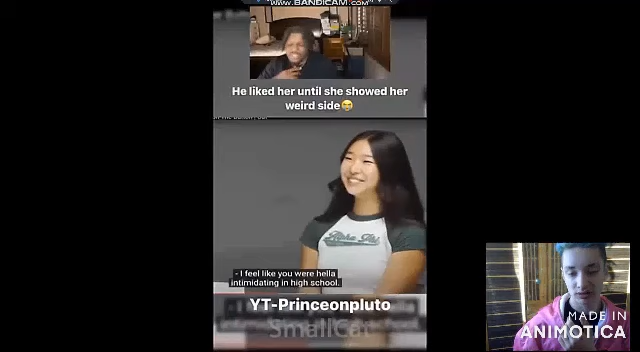 WWW.BANDICAM.COM
He liked her until she showed her
weird side😭
- I feel like you were hella
intimidating in high school.
YT-Princeonpluto
SmallCat
MADE IN
ANIMOTICA